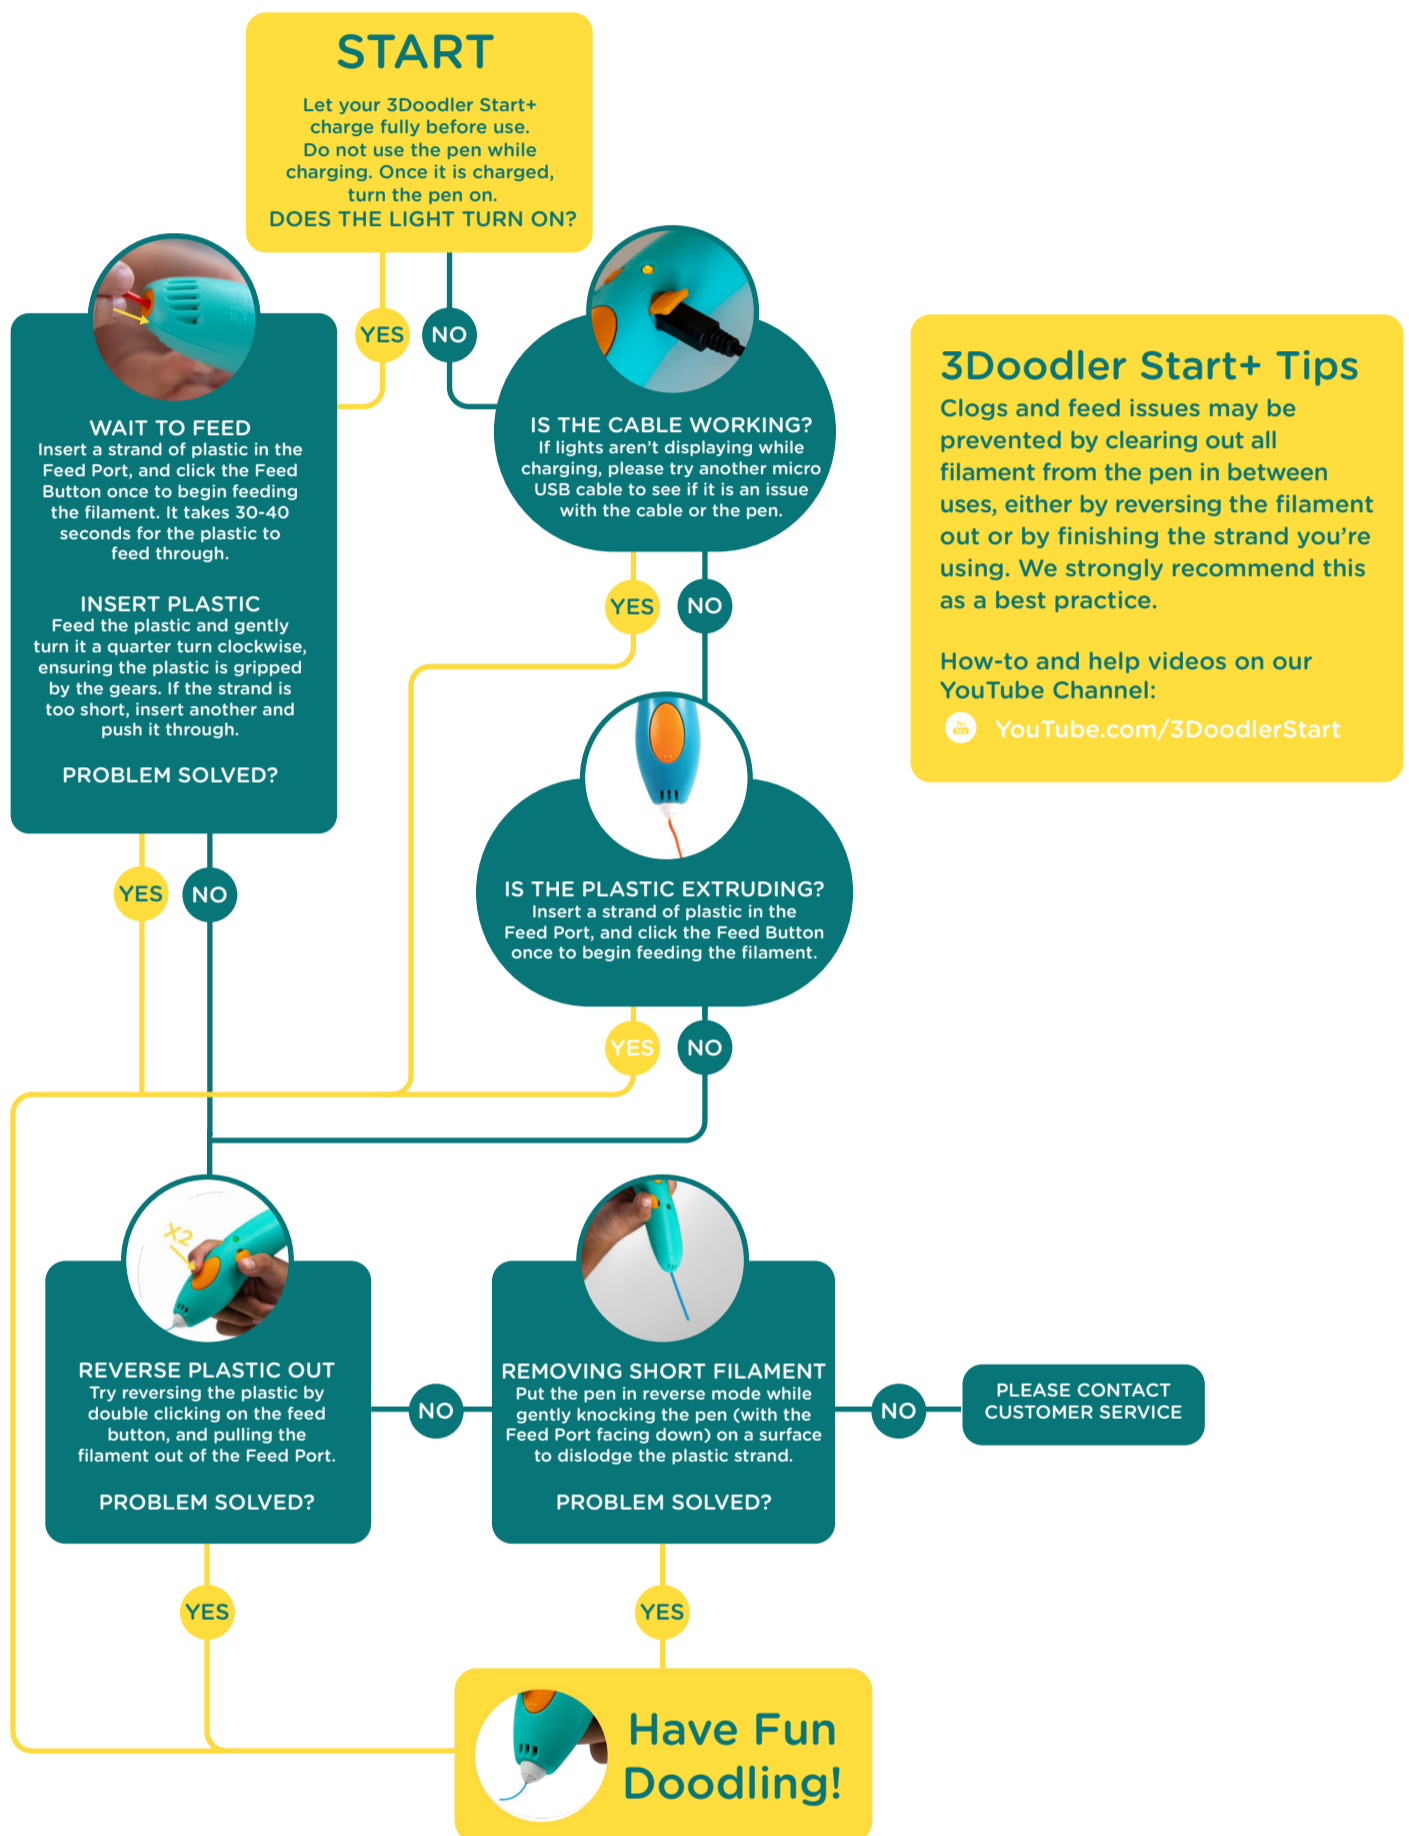 START
Let your 3Doodler Start+
charge fully before use.
Do not use the pen while
charging. Once it is charged,
turn the pen on.
DOES THE LIGHT TURN ON?
YES
NO
WAIT TO FEED
Insert a strand of plastic in the
Feed Port, and click the Feed
Button once to begin feeding
the filament. It takes 30-40
seconds for the plastic to
feed through.
INSERT PLASTIC
Feed the plastic and gently
turn it a quarter turn clockwise,
ensuring the plastic is gripped
by the gears. If the strand is
too short, insert another and
push it through.
PROBLEM SOLVED?
YES
NO
IS THE CABLE WORKING?
If lights aren't displaying while
charging, please try another micro
USB cable to see if it is an issue
with the cable or the pen.
YES
NO
IS THE PLASTIC EXTRUDING?
Insert a strand of plastic in the
Feed Port, and click the Feed Button
once to begin feeding the filament.
YES
NO
3Doodler Start+ Tips
Clogs and feed issues may be
prevented by clearing out all
filament from the pen in between
uses, either by reversing the filament
out or by finishing the strand you're
using. We strongly recommend this
as a best practice.
How-to and help videos on our
YouTube Channel:
YouTube.com/3DoodlerStart
X2
REVERSE PLASTIC OUT
Try reversing the plastic by
double clicking on the feed
button, and pulling the
filament out of the Feed Port.
PROBLEM SOLVED?
NO
YES
REMOVING SHORT FILAMENT
Put the pen in reverse mode while
gently knocking the pen (with the
Feed Port facing down) on a surface
to dislodge the plastic strand.
PROBLEM SOLVED?
NO
YES
PLEASE CONTACT
CUSTOMER SERVICE
Have Fun
Doodling!